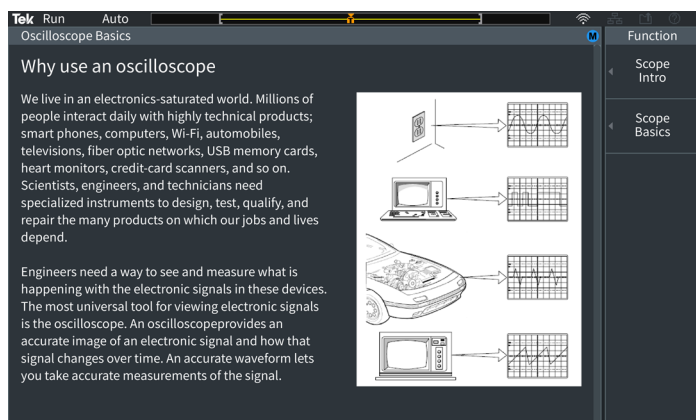 Tek Run Auto
Oscilloscope Basics
M
Function
Why use an oscilloscope
Scope
Intro
Scope
Basics
We live in an electronics-saturated world. Millions of
people interact daily with highly technical products;
smart phones, computers, Wi-Fi, automobiles,
televisions, fiber optic networks, USB memory cards,
heart monitors, credit-card scanners, and so on.
Scientists, engineers, and technicians need
specialized instruments to design, test, qualify, and
repair the many products on which our jobs and lives
depend.
Engineers need a way to see and measure what is
happening with the electronic signals in these devices.
The most universal tool for viewing electronic signals
is the oscilloscope. An oscilloscopeprovides an
accurate image of an electronic signal and how that
signal changes over time. An accurate waveform lets
you take accurate measurements of the signal.